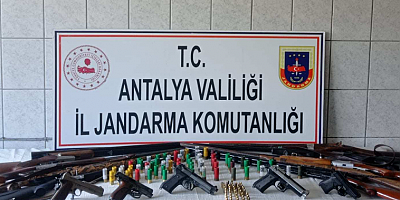 T.C.
ANTALYA VALİLİĞİ
İL JANDARMA KOMUTANLIĞI